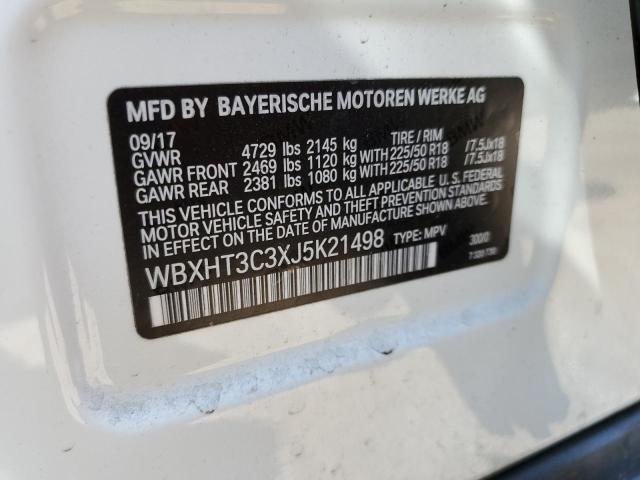 MFD BY BAYERISCHE MOTOREN WERKE AG
09/17
GVWR 4729 lbs 2145 kg TIRE / RIM
GAWR FRONT 2469 lbs 1120 kg WITH 225/50 R18 /7.5Jx18
GAWR REAR 2381 lbs 1080 kg WITH 225/50 R18 /7.5Jx18
THIS VEHICLE CONFORMS TO ALL APPLICABLE U.S. FEDERAL
MOTOR VEHICLE SAFETY AND THEFT PREVENTION STANDARDS
IN EFFECT ON THE DATE OF MANUFACTURE SHOWN ABOVE.
WBXHT3C3XJ5K21498 TYPE: MPV 300/0